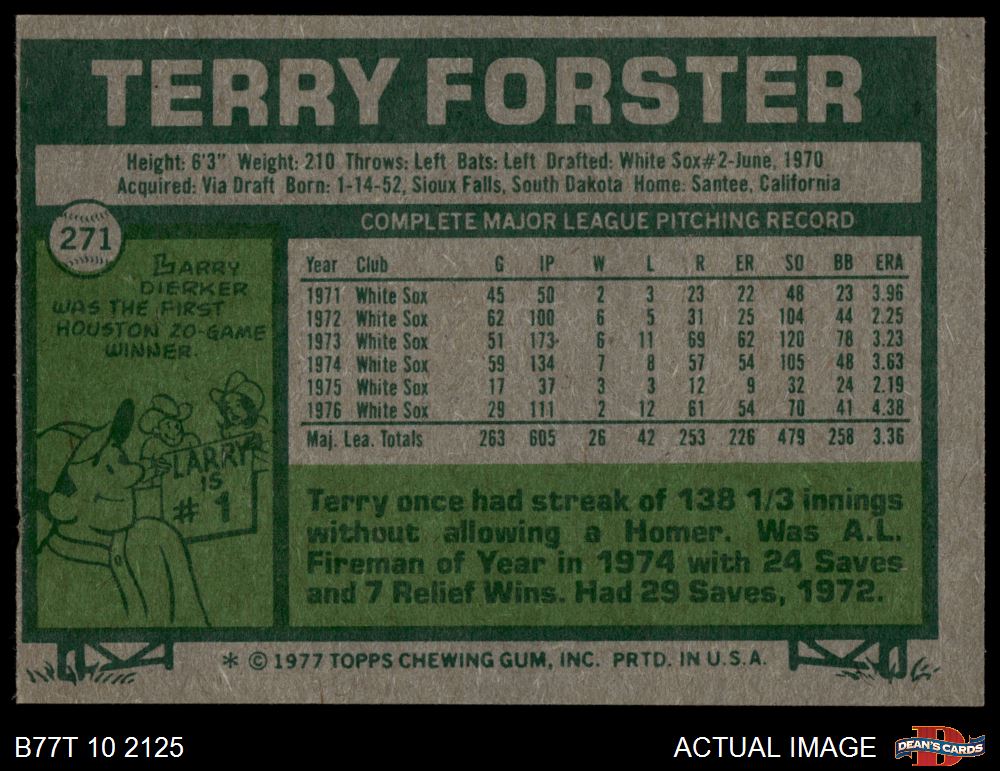 TERRY FORSTER
Height: 6'3" Weight: 210 Throws: Left Bats: Left Drafted: White Sox#2-June, 1970
Acquired: Via Draft Born: 1-14-52, Sioux Falls, South Dakota Home: Santee, California
COMPLETE MAJOR LEAGUE PITCHING RECORD
271
LARRY
DIERKER
WAS THE FIRST
HOUSTON 20-GAME
WINNER.
LARRY
IS
# 1
Year Club G IP W L R ER SO BB ERA
1971 White Sox 45 50 2 3 23 22 48 23 3.96
1972 White Sox 62 100 6 5 31 25 104 44 2.25
1973 White Sox 51 173 6 11 69 62 120 78 3.23
1974 White Sox 59 134 7 8 57 54 105 48 3.63
1975 White Sox 17 37 3 3 12 9 32 24 2.19
1976 White Sox 29 111 2 12 61 54 70 41 4.38
Maj. Lea. Totals 263 605 26 42 253 226 479 258 3.36
Terry once had streak of 138 1/3 innings
without allowing a Homer. Was A.L.
Fireman of Year in 1974 with 24 Saves
and 7 Relief Wins. Had 29 Saves, 1972.
* © 1977 TOPPS CHEWING GUM, INC. PRTD. IN U.S.A.
B77T 10 2125
ACTUAL IMAGE
D
DEAN'S CARDS